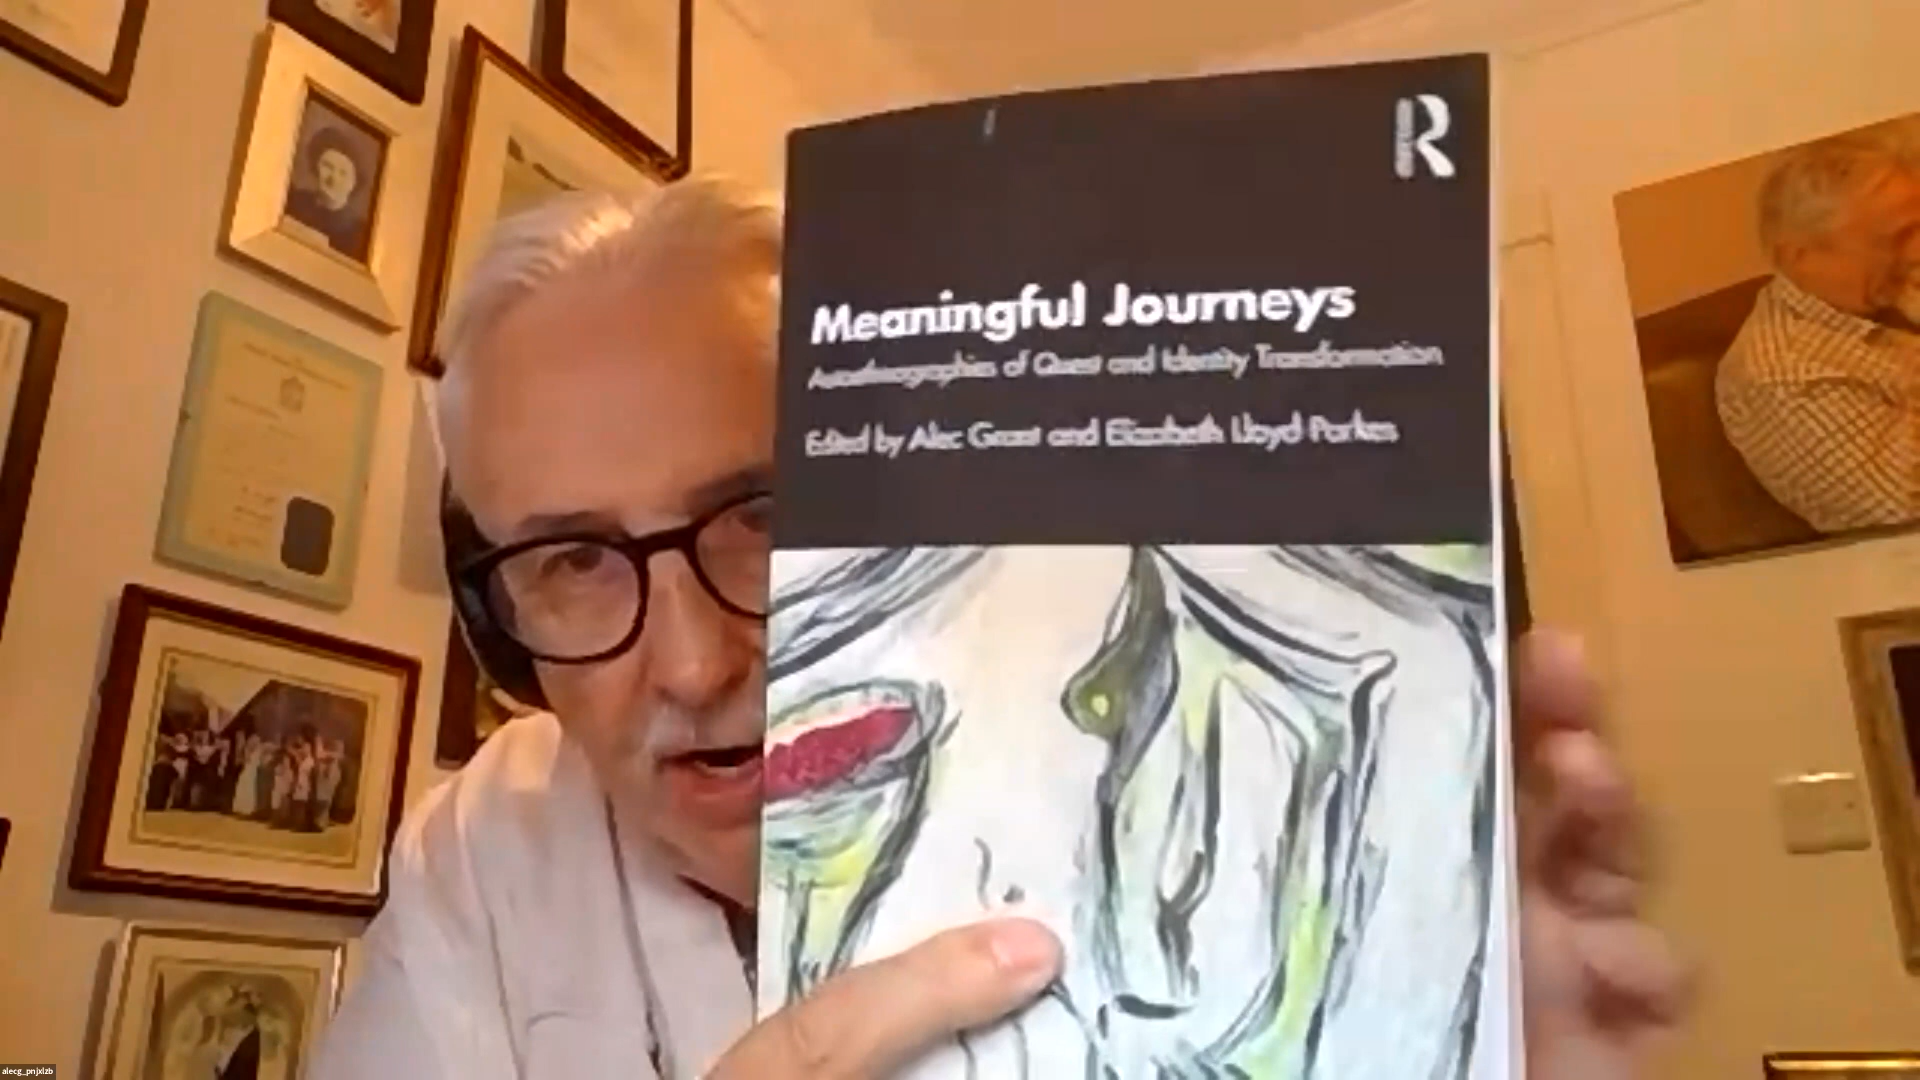 Meaningful Journeys
Autoethnographies of Quest and Identity Transformation
Edited by Alec Grant and Elizabeth Lloyd-Parkes
R
alecg_pnjxlzb